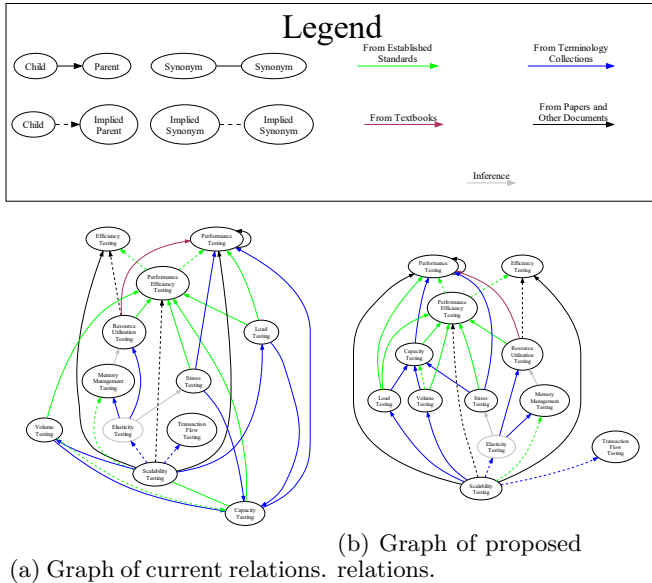 Legend
Child
Parent
Synonym
Synonym
From Established
Standards
From Terminology
Collections
Child
Implied
Parent
Implied
Synonym
Implied
Synonym
From Textbooks
From Papers and
Other Documents
Inference
Efficiency
Testing
Performance
Testing
Performance
Efficiency
Testing
Resource
Utilization
Testing
Load
Testing
Memory
Management
Testing
Stress
Testing
Volume
Testing
Elasticity
Testing
Transaction
Flow
Testing
Scalability
Testing
Capacity
Testing
(a) Graph of current relations.
Performance
Testing
Efficiency
Testing
Performance
Efficiency
Testing
Capacity
Testing
Resource
Utilization
Testing
Load
Testing
Volume
Testing
Stress
Testing
Memory
Management
Testing
Elasticity
Testing
Transaction
Flow
Testing
Scalability
Testing
(b) Graph of proposed
relations.